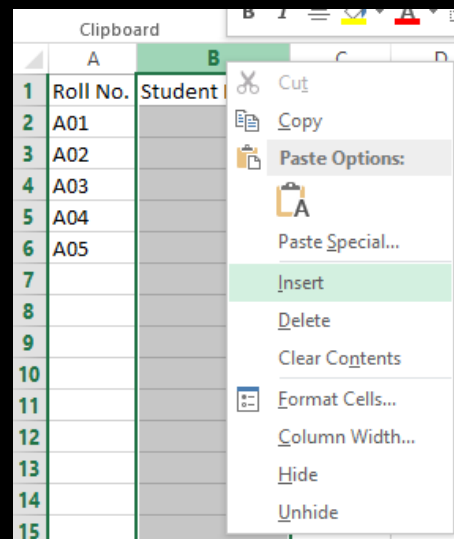 Clipboard
B I A
A B C D
1 Roll No. Student
2 A01
3 A02
4 A03
5 A04
6 A05
7
8
9
10
11
12
13
14
15
Cut
Copy
Paste Options:
A
Paste Special...
Insert
Delete
Clear Contents
Format Cells...
Column Width...
Hide
Unhide